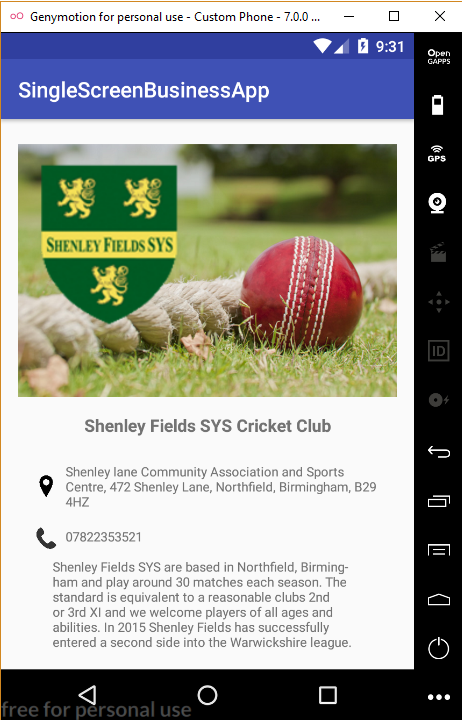 Genymotion for personal use - Custom Phone - 7.0.0 ...
9:31
Open
GAPPS
SingleScreenBusinessApp
GPS
SHENLEY FIELDS SYS
ID
Shenley Fields SYS Cricket Club
Shenley lane Community Association and Sports
Centre, 472 Shenley Lane, Northfield, Birmingham, B29
4HZ
07822353521
Shenley Fields SYS are based in Northfield, Birming-
ham and play around 30 matches each season. The
standard is equivalent to a reasonable clubs 2nd
or 3rd XI and we welcome players of all ages and
abilities. In 2015 Shenley Fields has successfully
entered a second side into the Warwickshire league.
free for personal use